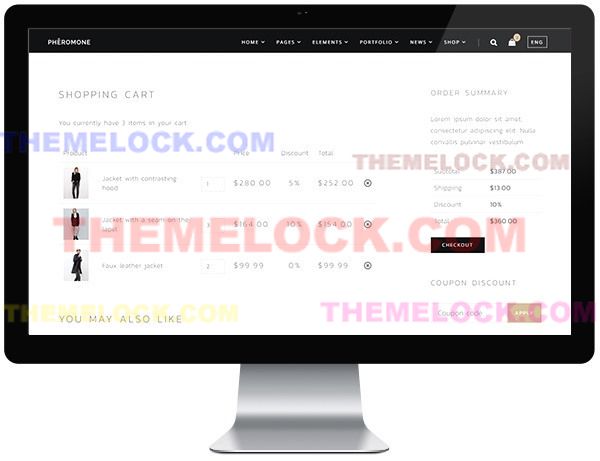 PHĒROMONE HOME PAGES ELEMENTS PORTFOLIO NEWS SHOP ENG
SHOPPING CART
You currently have 3 items in your cart
THEMELOCK.COM
Product Price Discount Total
Jacket with contrasting hood 1 $280.00 5% $252.00
Jacket with a seam on the lapel 3 $164.00 10% $154.00
THEMELOCK.COM
Faux leather jacket 2 $99.99 0% $99.99
THEMELOCK.COM
YOU MAY ALSO LIKE
ORDER SUMMARY
Lorem ipsum dolor sit amet,
consectetur adipiscing elit. Nulla
convallis pulvinar vestibulum
THEMELOCK.COM
Subtotal $387.00
Shipping $13.00
Discount 10%
Total $360.00
CHECKOUT
COUPON DISCOUNT
THEMELOCK.COM
Coupon code APPLY